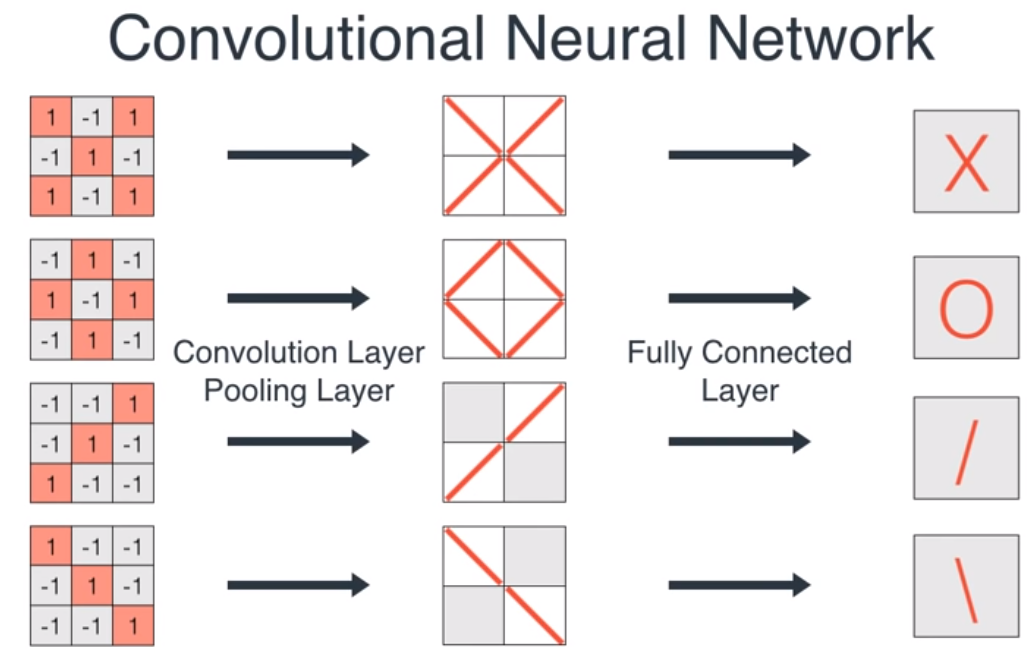 Convolutional Neural Network
1 -1 1
-1 1 -1
1 -1 1
X
-1 1 -1
1 -1 1
-1 1 -1
O
Convolution Layer
Pooling Layer
Fully Connected
Layer
-1 -1 1
-1 1 -1
1 -1 -1
/
1 -1 -1
-1 1 -1
-1 -1 1
\